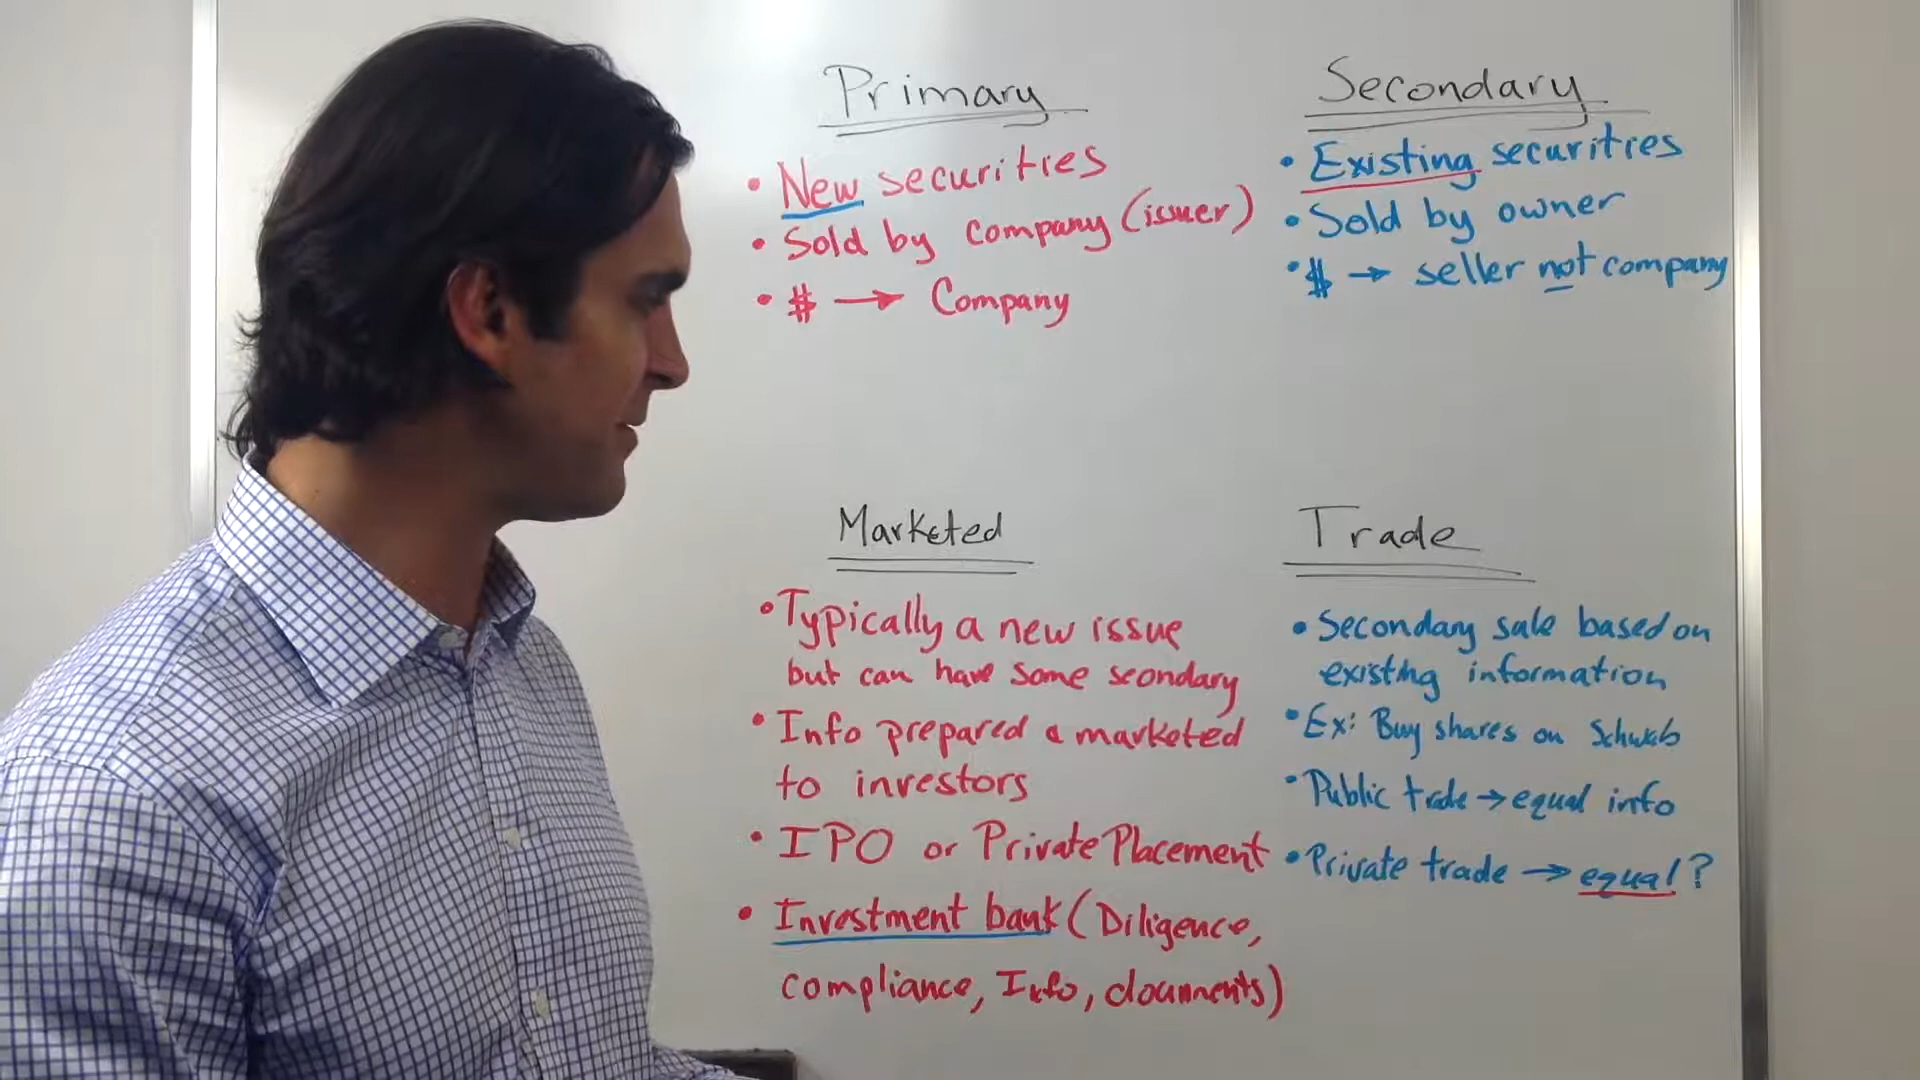 Primary
• New securities
• Sold by company (issuer)
• $ → Company
Secondary
• Existing securities
• Sold by owner
• $ → seller not company
Marketed
• Typically a new issue
but can have some seondary
• Info prepared & marketed
to investors
• IPO or Private Placement
• Investment bank (Diligence,
compliance, Info, documents)
Trade
• Secondary sale based on
existing information
• Ex: Buy shares on Schwab
• Public trade → equal info
• Private trade → equal?